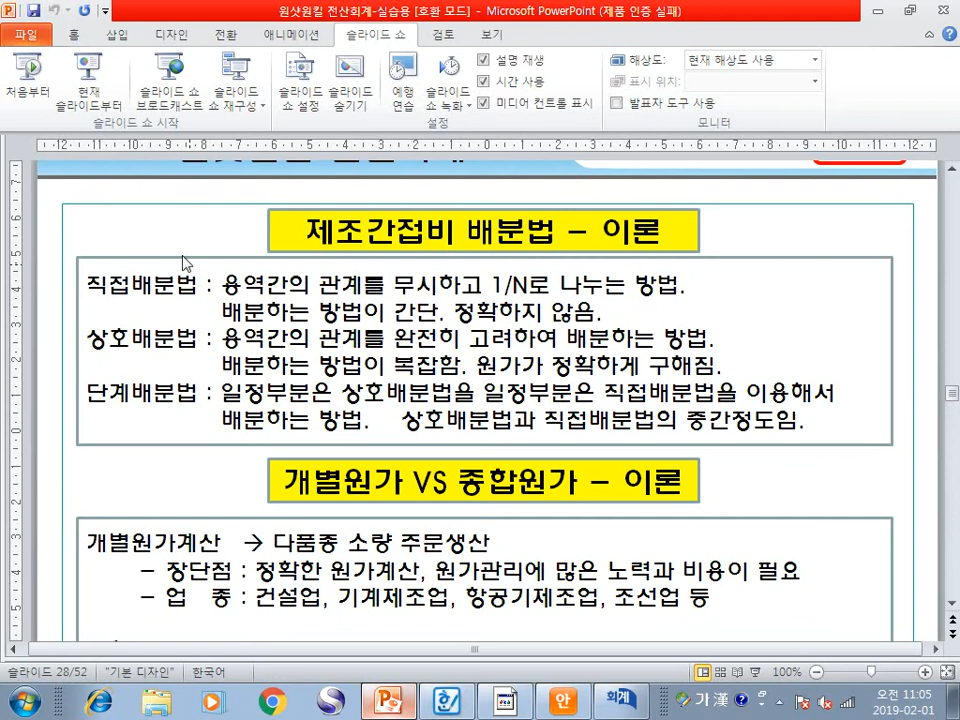 원샷원킬 전산회계-실습용 [호환 모드] - Microsoft PowerPoint (제품 인증 실패)
파일 홈 삽입 디자인 전환 애니메이션 슬라이드 쇼 검토 보기
처음부터
현재 슬라이드부터
슬라이드 쇼 브로드캐스트
슬라이드 쇼 재구성
슬라이드 쇼 설정
슬라이드 숨기기
예행 연습
슬라이드 쇼 녹화
설명 재생
시간 사용
미디어 컨트롤 표시
해상도: 현재 해상도 사용
표시 위치:
발표자 도구 사용
슬라이드 쇼 시작 설정 모니터
제조간접비 배분법 – 이론
직접배분법 : 용역간의 관계를 무시하고 1/N로 나누는 방법.
배분하는 방법이 간단. 정확하지 않음.
상호배분법 : 용역간의 관계를 완전히 고려하여 배분하는 방법.
배분하는 방법이 복잡함. 원가가 정확하게 구해짐.
단계배분법 : 일정부분은 상호배분법을 일정부분은 직접배분법을 이용해서
배분하는 방법. 상호배분법과 직접배분법의 중간정도임.
개별원가 VS 종합원가 – 이론
개별원가계산 → 다품종 소량 주문생산
– 장단점 : 정확한 원가계산, 원가관리에 많은 노력과 비용이 필요
– 업 종 : 건설업, 기계제조업, 항공기제조업, 조선업 등
슬라이드 28/52 "기본 디자인" 한국어 100%
가 漢
오전 11:05
2019-02-01